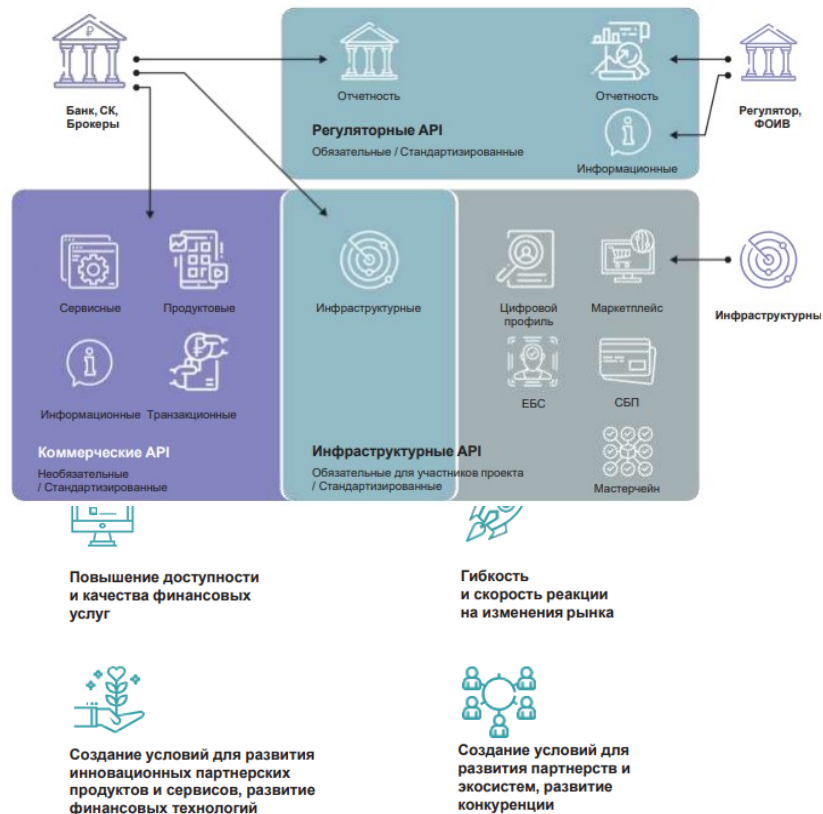 ₽
Банк, СК,
Брокеры
Отчетность
Отчетность
Регулятор,
ФОИВ
Регуляторные API
Обязательные / Стандартизированные
Информационные
Сервисные
Продуктовые
Инфраструктурные
Цифровой
профиль
Маркетплейс
Инфраструктурны
Информационные
Транзакционные
ЕБС
СБП
Коммерческие API
Необязательные
/ Стандартизированные
Инфраструктурные API
Обязательные для участников проекта
/ Стандартизированные
Мастерчейн
Повышение доступности
и качества финансовых
услуг
Гибкость
и скорость реакции
на изменения рынка
Создание условий для развития
инновационных партнерских
продуктов и сервисов, развитие
финансовых технологий
Создание условий для
развития партнерств и
экосистем, развитие
конкуренции